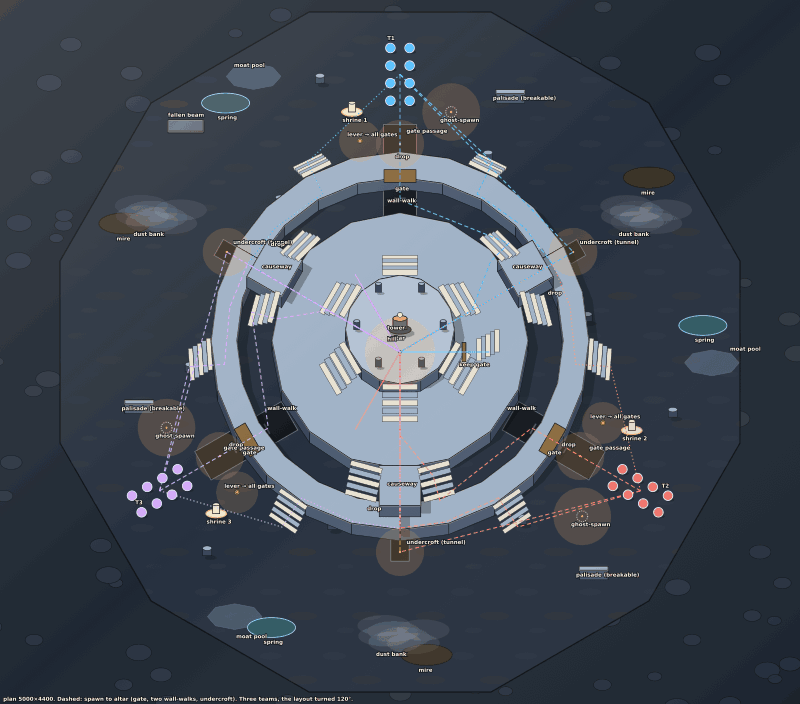 T1
moat pool
palisade (breakable)
spring
fallen beam
shrine 1
ghost-spawn
lever → all gates
gate passage
drop
gate
wall-walk
mire
dust bank
mire
dust bank
undercroft (tunnel)
undercroft (tunnel)
causeway
causeway
drop
tower
spring
moat pool
keep gate
palisade (breakable)
wall-walk
wall-walk
lever → all gates
ghost-spawn
shrine 2
drop
gate passage
gate
drop
gate
gate passage
causeway
lever → all gates
T3
T2
drop
shrine 3
ghost-spawn
undercroft (tunnel)
palisade (breakable)
moat pool
spring
dust bank
mire
plan 5000×4400. Dashed: spawn to altar (gate, two wall-walks, undercroft). Three teams, the layout turned 120°.